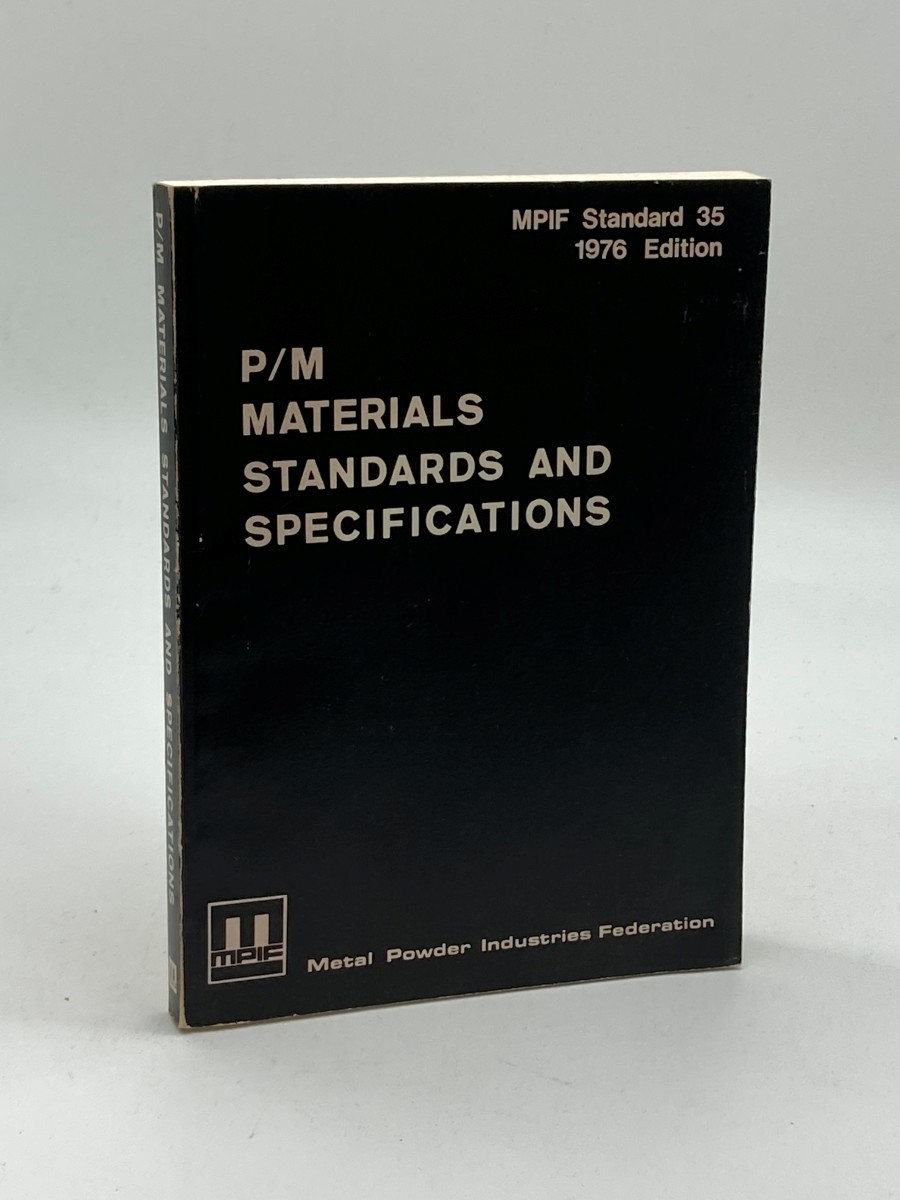 P/M MATERIALS STANDARDS AND SPECIFICATIONS
MPIF Standard 35
1976 Edition
P/M
MATERIALS
STANDARDS AND
SPECIFICATIONS
MPIF
Metal Powder Industries Federation